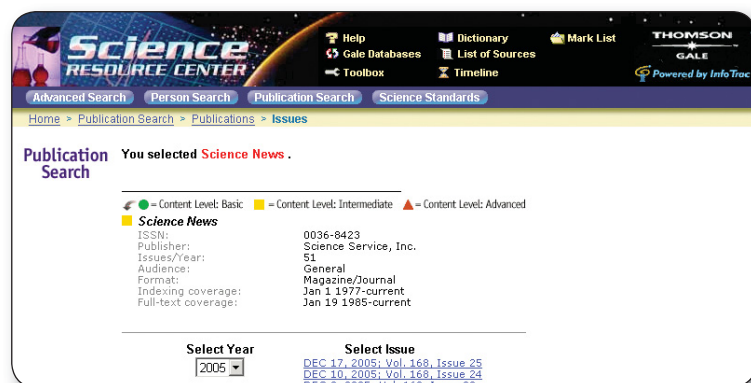 Science
RESOURCE CENTER
Help
Gale Databases
Toolbox
Dictionary
List of Sources
Timeline
Mark List
THOMSON
GALE
Powered by InfoTrac
Advanced Search Person Search Publication Search Science Standards
Home > Publication Search > Publications > Issues
Publication Search
You selected Science News .
= Content Level: Basic = Content Level: Intermediate = Content Level: Advanced
Science News
ISSN: 0036-8423
Publisher: Science Service, Inc.
Issues/Year: 51
Audience: General
Format: Magazine/Journal
Indexing coverage: Jan 1 1977-current
Full-text coverage: Jan 19 1985-current
Select Year Select Issue
2005 DEC 17, 2005; Vol. 168, Issue 25
DEC 10, 2005; Vol. 168, Issue 24